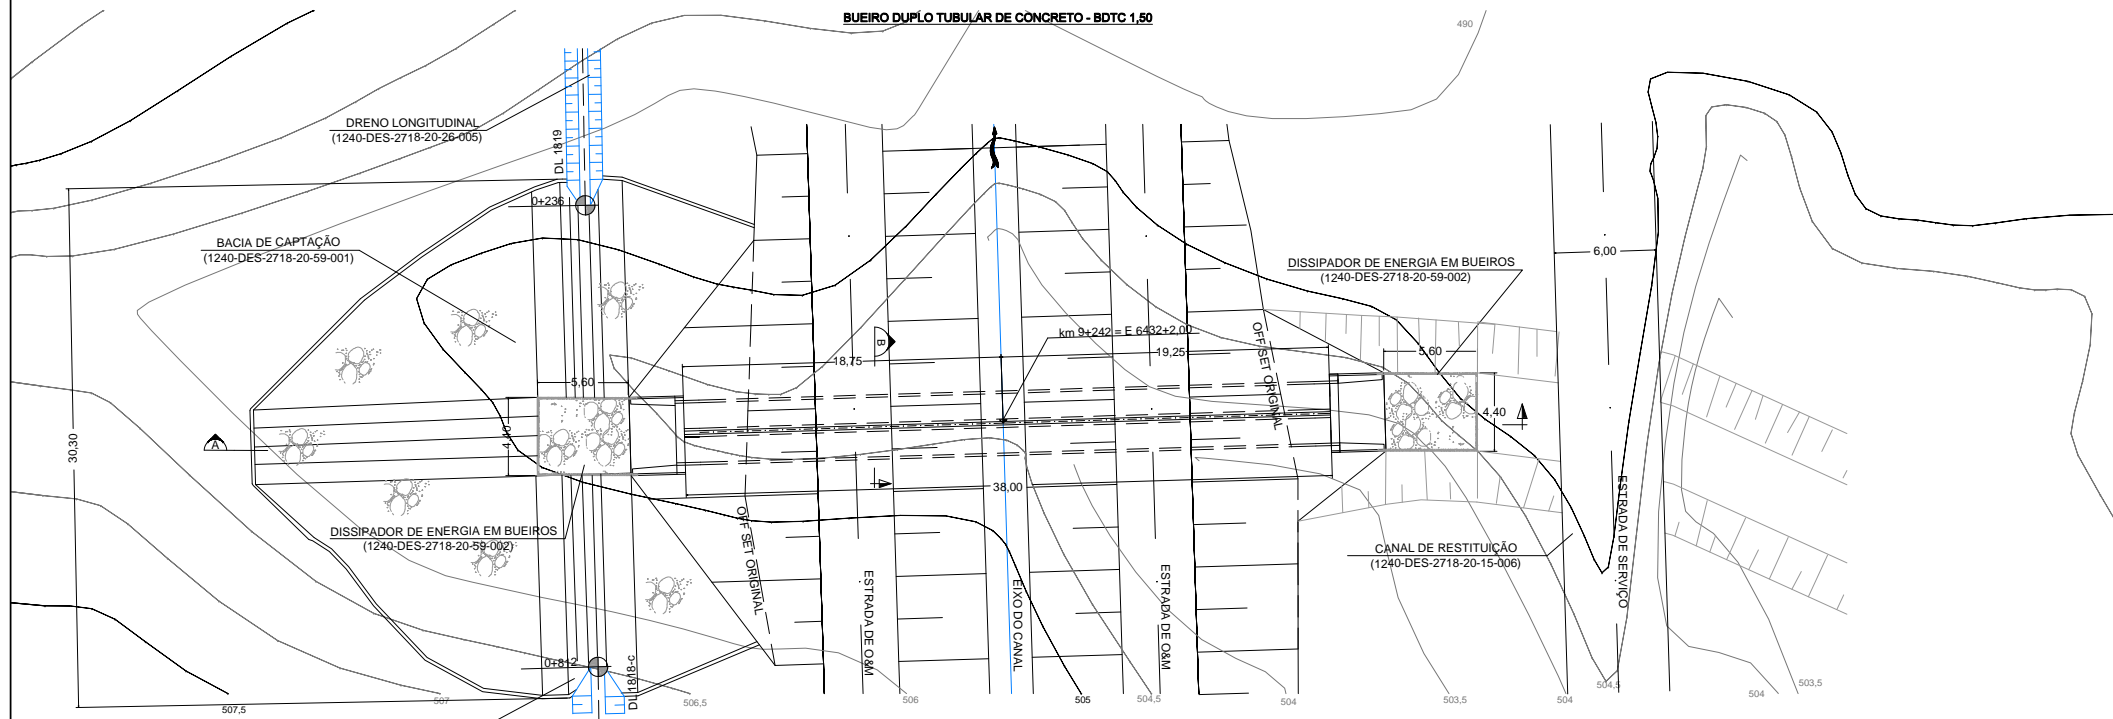 BUEIRO DUPLO TUBULAR DE CONCRETO - BDTC 1,50
490
DRENO LONGITUDINAL
(1240-DES-2718-20-26-005)
DL 1819
0+236
BACIA DE CAPTAÇÃO
(1240-DES-2718-20-59-001)
6,00
DISSIPADOR DE ENERGIA EM BUEIROS
(1240-DES-2718-20-59-002)
km 9+242 = E 6432+2,00
B
18,75
19,25
OFF SET ORIGINAL
5,60
5,60
4,40
4,40
A
30,30
38,00
DISSIPADOR DE ENERGIA EM BUEIROS
(1240-DES-2718-20-59-002)
OFF SET ORIGINAL
CANAL DE RESTITUIÇÃO
(1240-DES-2718-20-15-006)
ESTRADA DE SERVIÇO
ESTRADA DE O&M
EIXO DO CANAL
ESTRADA DE O&M
0+812
DL 1818-c
507,5
507
506,5
506
505
504,5
504
503,5
504
504,5
504
503,5